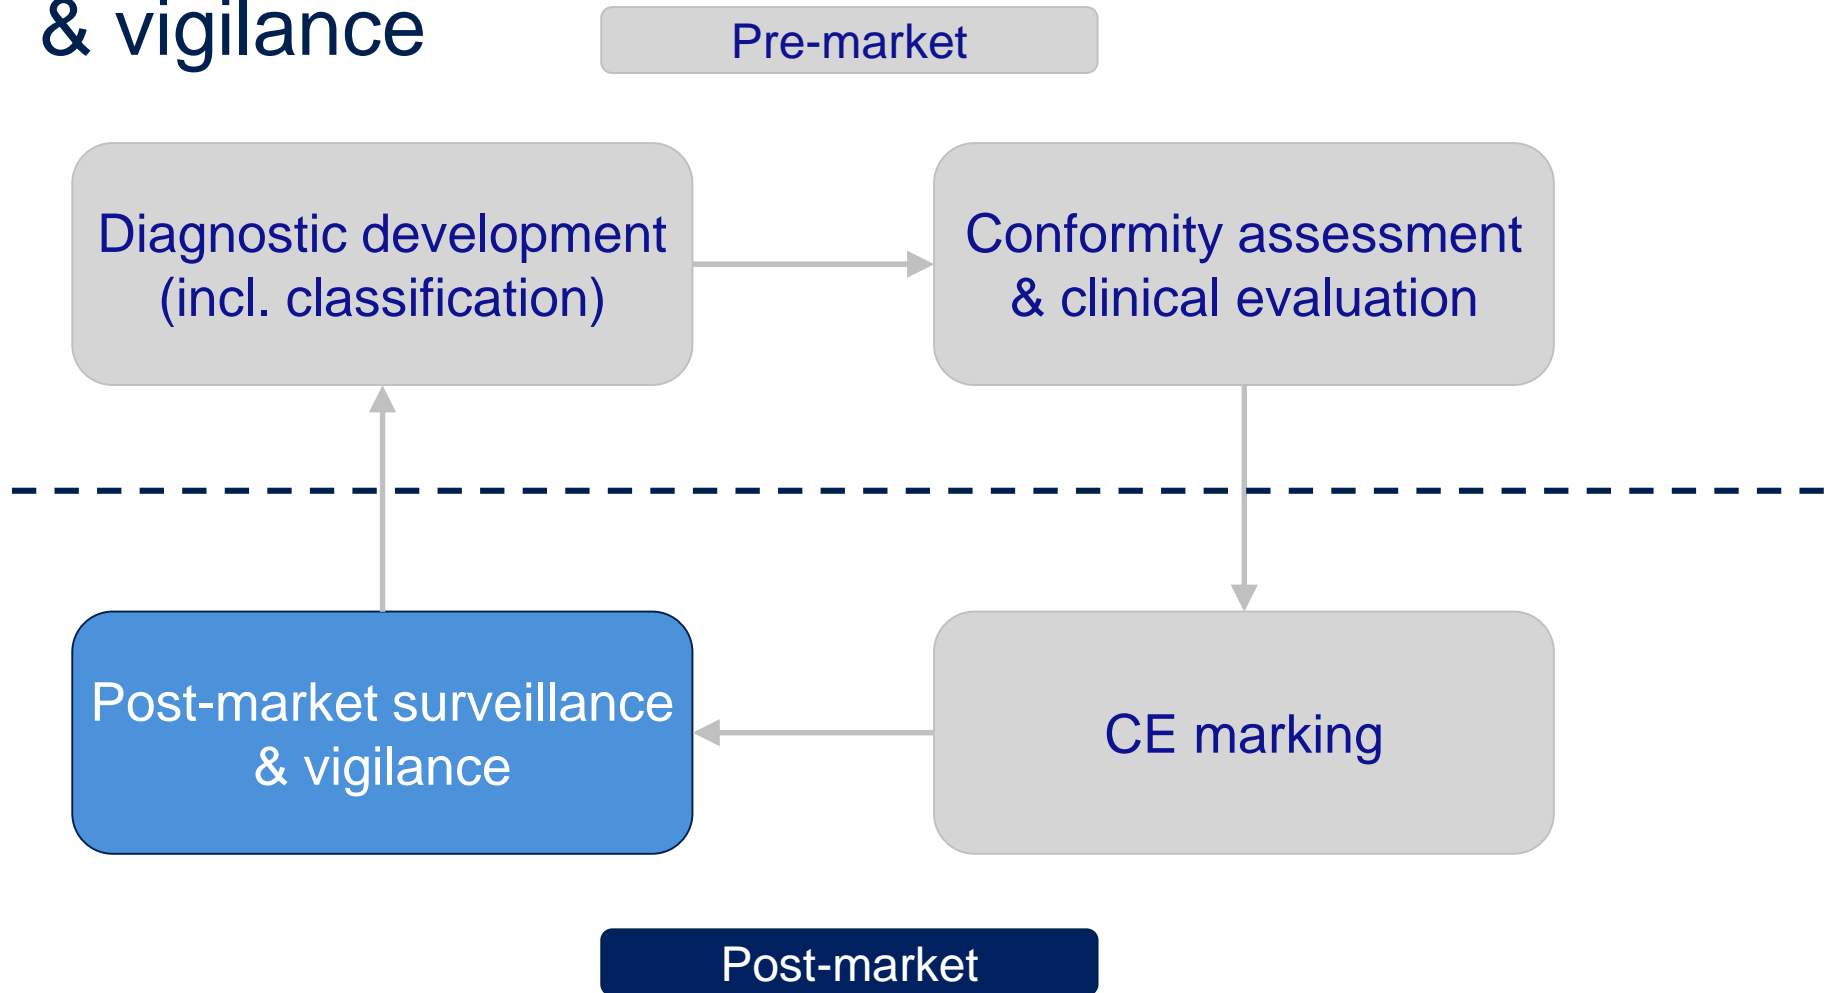 & vigilance
Pre-market
Diagnostic development
(incl. classification)
Conformity assessment
& clinical evaluation
Post-market surveillance
& vigilance
CE marking
Post-market